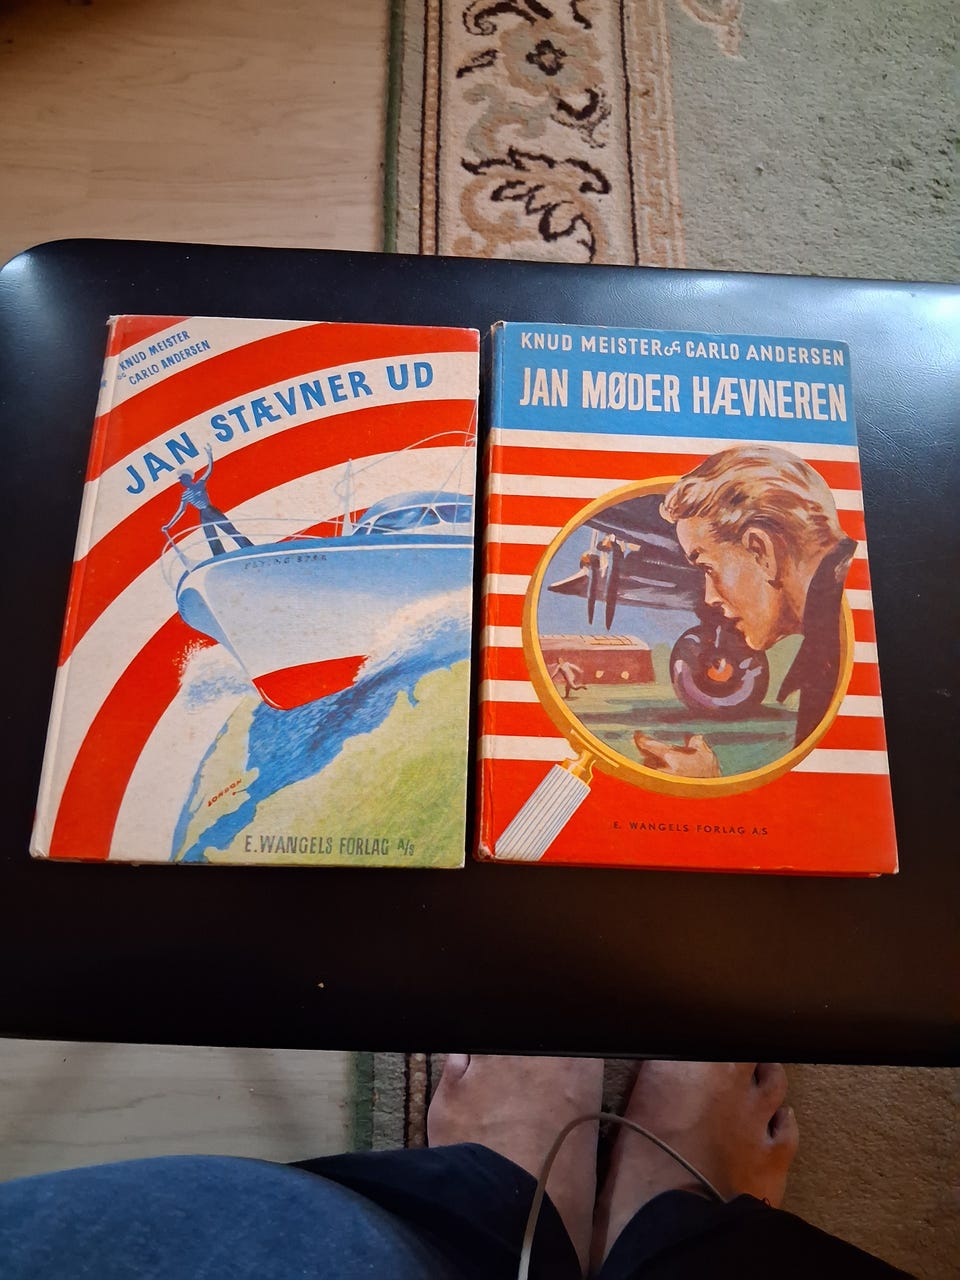 KNUD MEISTER
OG CARLO ANDERSEN
JAN STÆVNER UD
LONDON
E. WANGELS FORLAG A/S
KNUD MEISTER OG CARLO ANDERSEN
JAN MØDER HÆVNEREN
E. WANGELS FORLAG A/S